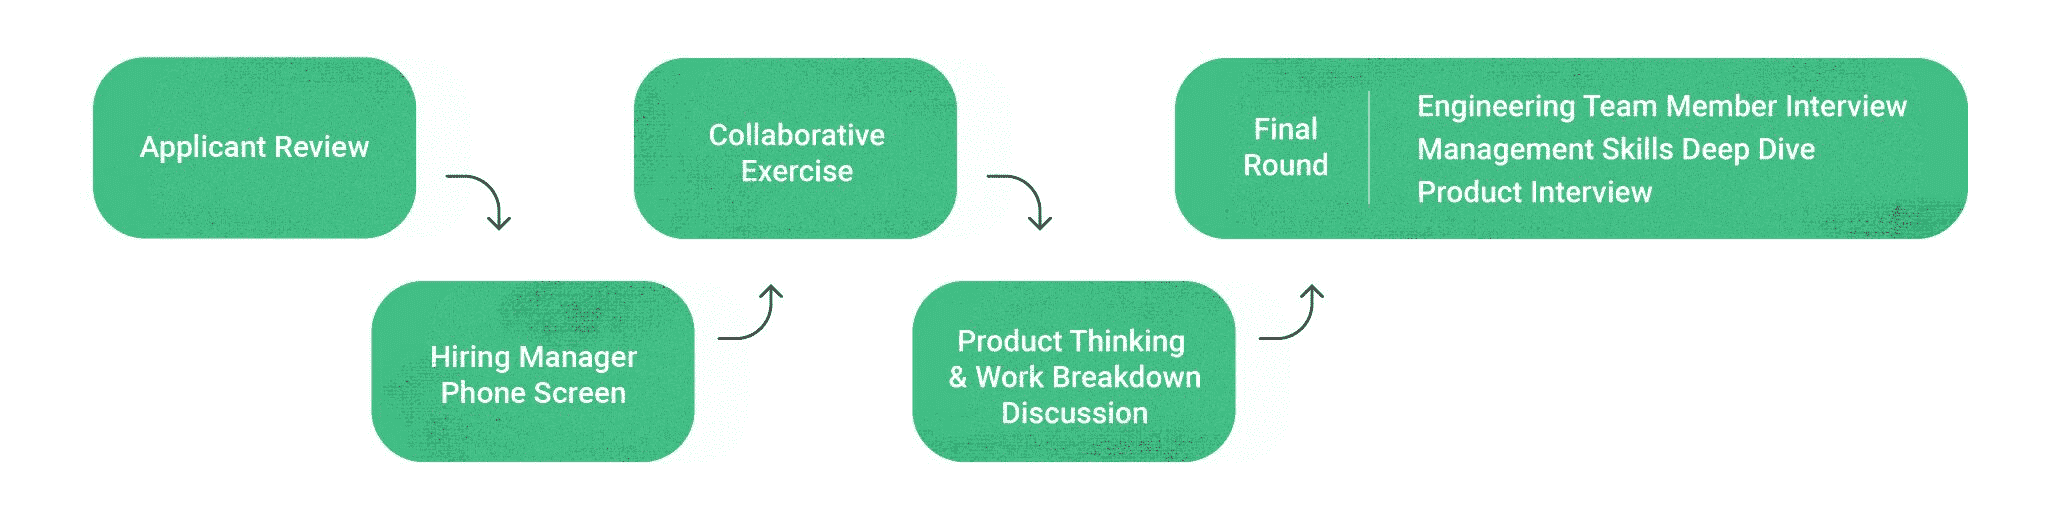 Applicant Review
Hiring Manager
Phone Screen
Collaborative
Exercise
Product Thinking
& Work Breakdown
Discussion
Final
Round
Engineering Team Member Interview
Management Skills Deep Dive
Product Interview